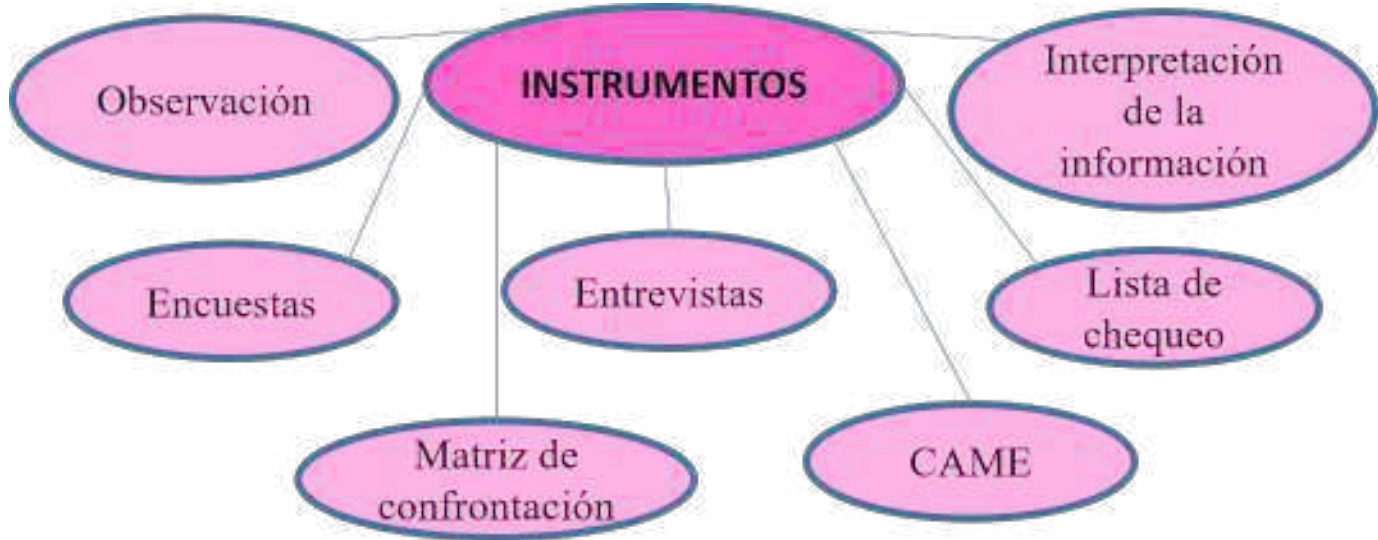 INSTRUMENTOS
Observación
Interpretación
de la
información
Encuestas
Entrevistas
Lista de
chequeo
Matriz de
confrontación
CAME